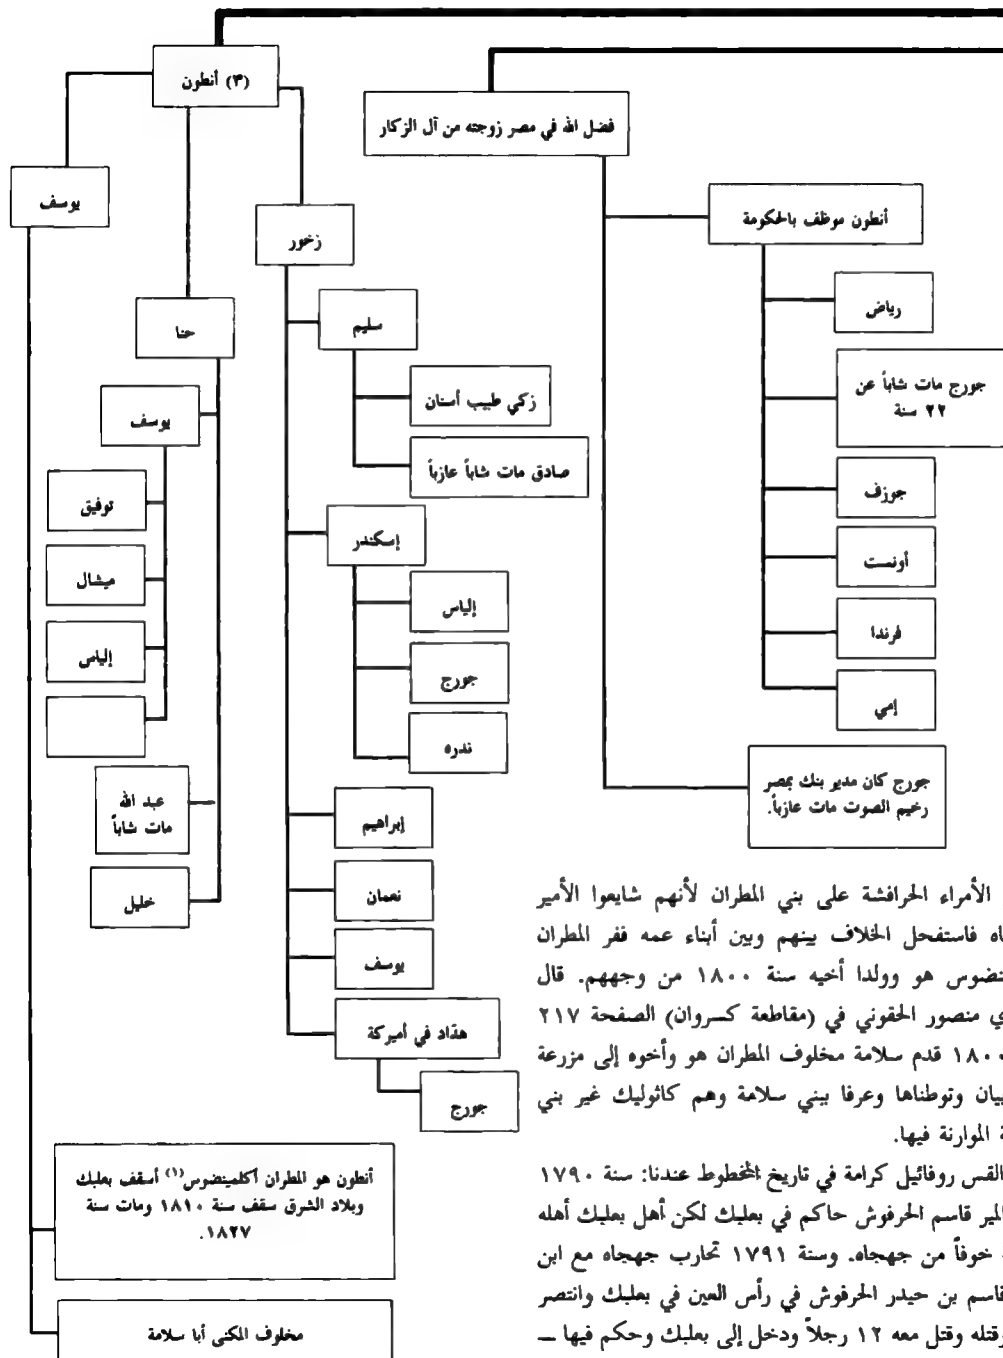 (٣) أنطون
فضل الله في مصر زوجته من آل الزكار
يوسف
أنطون موظف بالحكومة
زخور
رياض
حنا
سليم
جورج مات شاباً عن
٢٢ سنة
زكي طبيب أسنان
يوسف
صادق مات شاباً عازباً
جوزف
توفيق
إسكندر
أونست
ميشال
إلياس
فرندا
إلياس
جورج
إمي
ندره
جورج كان مدير بنك بمصر
رخيم الصوت مات عازباً.
عبد الله
مات شاباً
إبراهيم
خليل
نعمان
يوسف
هدّاد في أميركة
جورج
الأمراء الحرافشة على بني المطران لأنهم شايعوا الأمير
اه فاستفحل الخلاف بينهم وبين أبناء عمه ففر المطران
تضوس هو وولدا أخيه سنة ١٨٠٠ من وجههم. قال
ي منصور الحقوني في (مقاطعة كسروان) الصفحة ٢١٧
١٨٠٠ قدم سلامة مخلوف المطران هو وأخوه إلى مزرعة
بيان وتوطناها وعرفا ببني سلامة وهم كاثوليك غير بني
ة الموارنة فيها.
القس روفائيل كرامة في تاريخ المخطوط عندنا: سنة ١٧٩٠
لمير قاسم الحرفوش حاكم في بعلبك لكن أهل بعلبك أهله
خوفاً من جهجاه. وسنة ١٧٩١ تحارب جهجاه مع ابن
قاسم بن حيدر الحرفوش في رأس العين في بعلبك وانتصر
وقتله وقتل معه ١٢ رجلاً ودخل إلى بعلبك وحكم فيها ــ
أنطون هو المطران أكلمينضوس(١) أسقف بعلبك
وبلاد الشرق سقف سنة ١٨١٠ ومات سنة
١٨٢٧.
مخلوف المكنى أبا سلامة